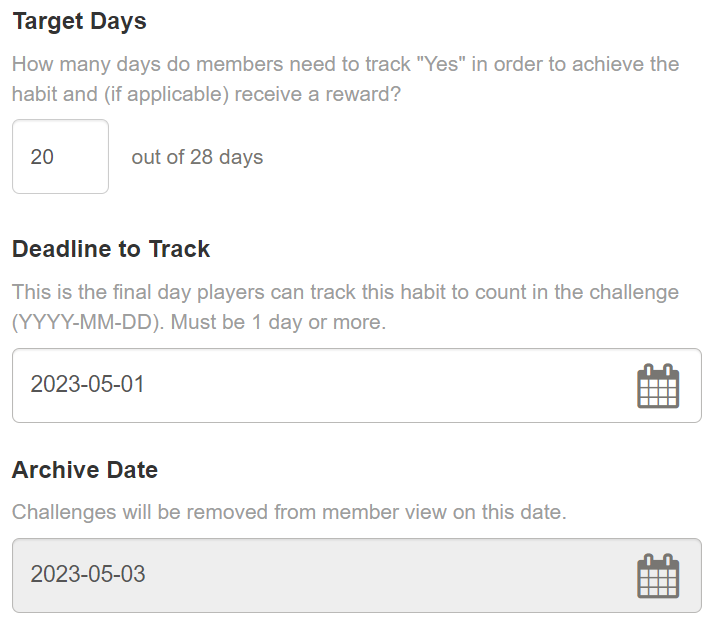 Target Days
How many days do members need to track "Yes" in order to achieve the
habit and (if applicable) receive a reward?
20 out of 28 days
Deadline to Track
This is the final day players can track this habit to count in the challenge
(YYYY-MM-DD). Must be 1 day or more.
2023-05-01
Archive Date
Challenges will be removed from member view on this date.
2023-05-03